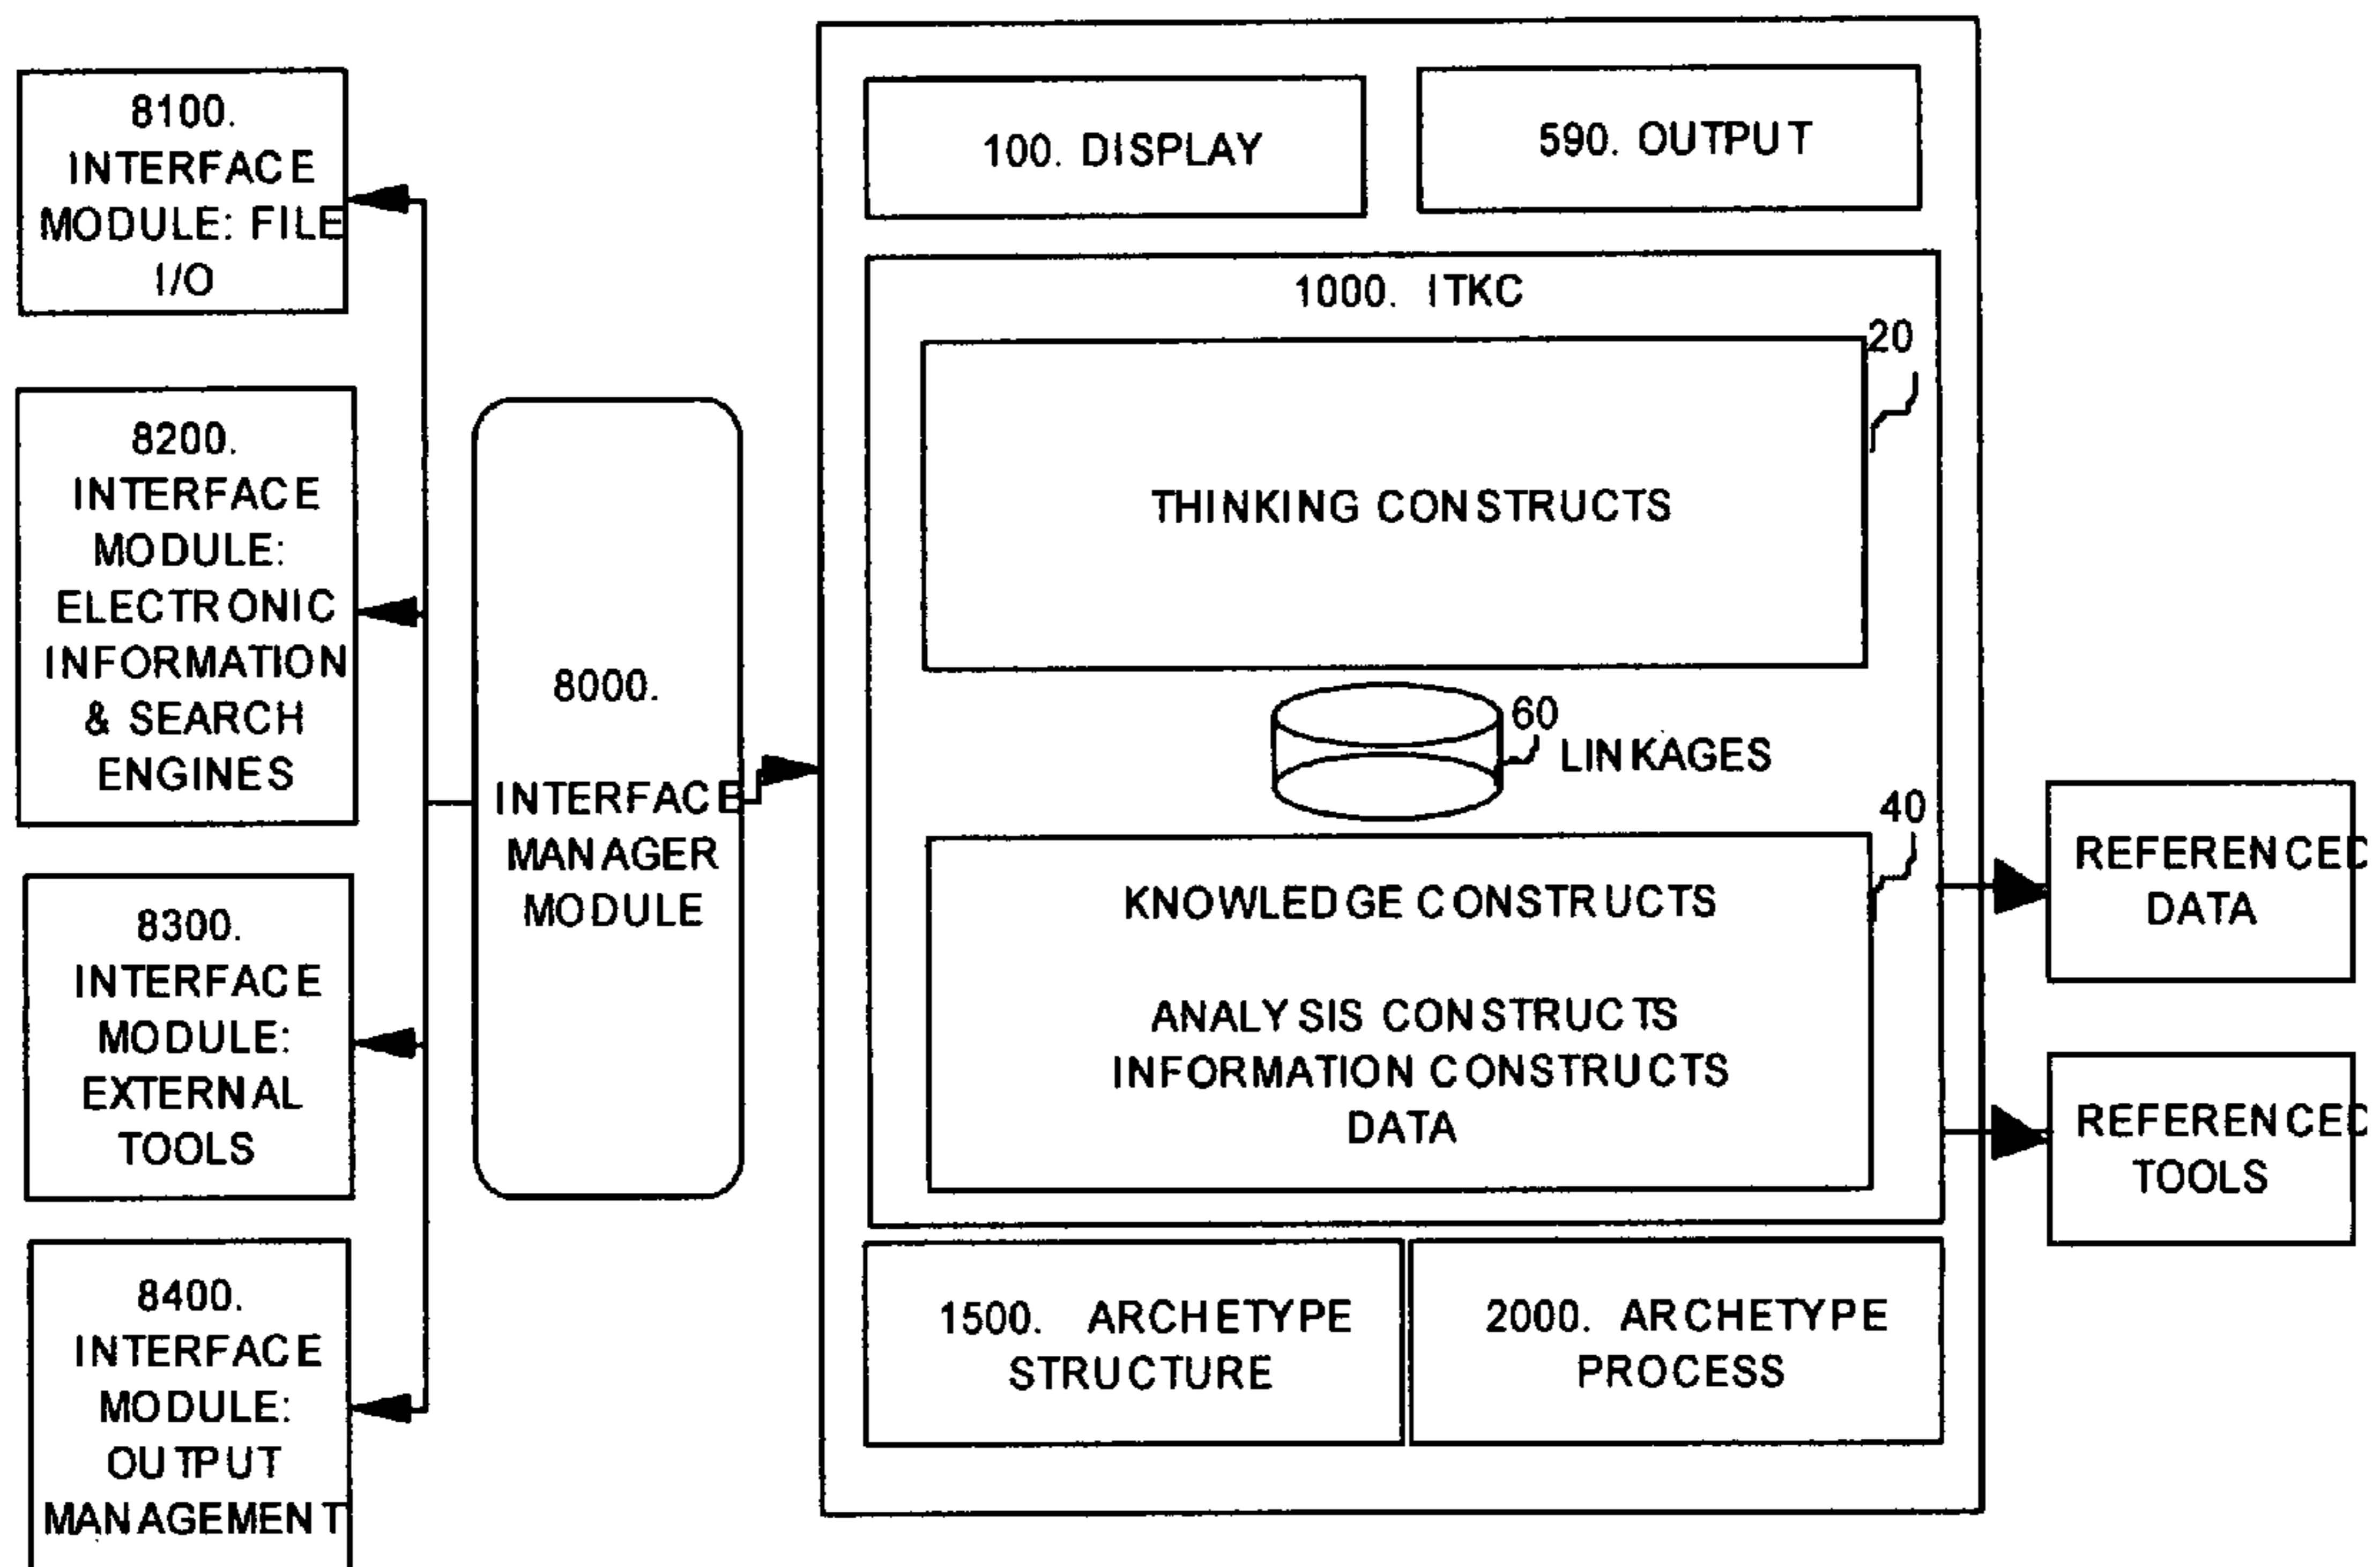 8100.
INTERFACE
MODULE: FILE
I/O
8200.
INTERFACE
MODULE:
ELECTRONIC
INFORMATION
& SEARCH
ENGINES
8300.
INTERFACE
MODULE:
EXTERNAL
TOOLS
8400.
INTERFACE
MODULE:
OUTPUT
MANAGEMENT
8000.
INTERFACE
MANAGER
MODULE
100. DISPLAY
590. OUTPUT
1000. ITKC
20
THINKING CONSTRUCTS
60
LINKAGES
40
KNOWLEDGE CONSTRUCTS
ANALYSIS CONSTRUCTS
INFORMATION CONSTRUCTS
DATA
1500. ARCHETYPE
STRUCTURE
2000. ARCHETYPE
PROCESS
REFERENCED
DATA
REFERENCED
TOOLS